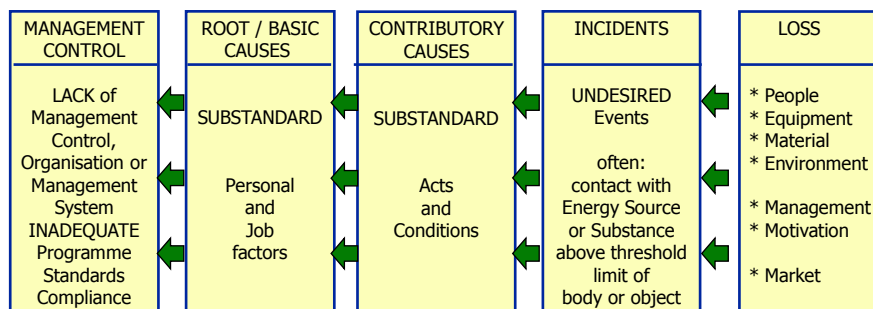 MANAGEMENT
CONTROL
LACK of
Management
Control,
Organisation or
Management
System
INADEQUATE
Programme
Standards
Compliance
ROOT / BASIC
CAUSES
SUBSTANDARD
Personal
and
Job
factors
CONTRIBUTORY
CAUSES
SUBSTANDARD
Acts
and
Conditions
INCIDENTS
UNDESIRED
Events
often:
contact with
Energy Source
or Substance
above threshold
limit of
body or object
LOSS
* People
* Equipment
* Material
* Environment
* Management
* Motivation
* Market